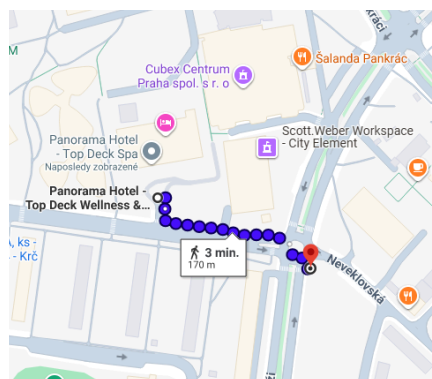 Cubex Centrum
Praha spol. s r. o
Šalanda Pankrác
Scott.Weber Workspace
- City Element
Panorama Hotel
- Top Deck Spa
Naposledy zobrazené
Panorama Hotel -
Top Deck Wellness &...
3 min.
170 m
ks -
- Krč
Neveklovská